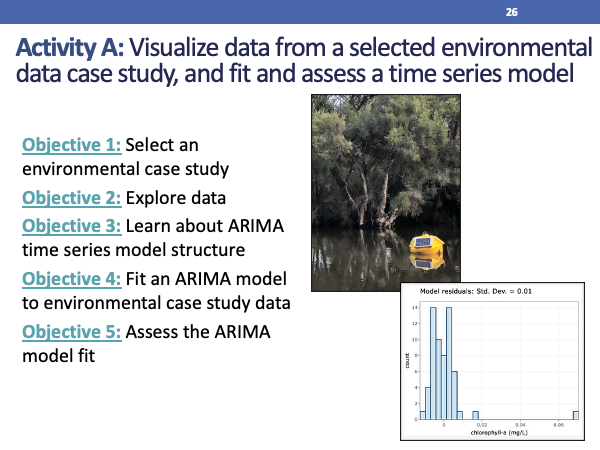 26
Activity A: Visualize data from a selected environmental
data case study, and fit and assess a time series model
Objective 1: Select an
environmental case study
Objective 2: Explore data
Objective 3: Learn about ARIMA
time series model structure
Objective 4: Fit an ARIMA model
to environmental case study data
Objective 5: Assess the ARIMA
model fit
Model residuals: Std. Dev. = 0.01
14
12
10
8
6
4
2
0
count
0 0.02 0.04 0.06
chlorophyll-a (mg/L)